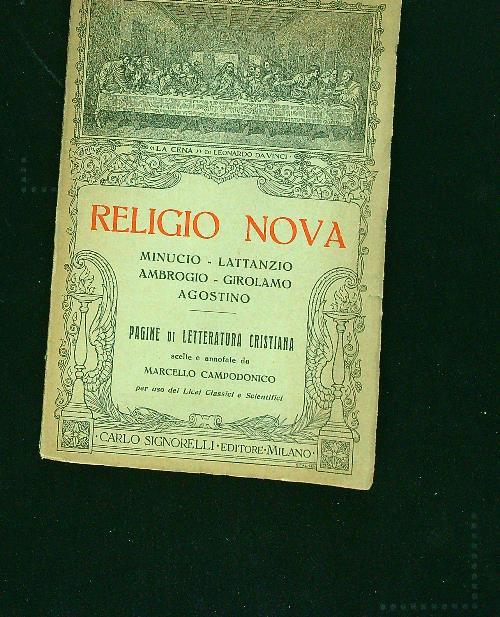 «LA CENA» DI LEONARDO DA VINCI
RELIGIO NOVA
MINUCIO - LATTANZIO
AMBROGIO - GIROLAMO
AGOSTINO
PAGINE DI LETTERATURA CRISTIANA
scelte e annotate da
MARCELLO CAMPODONICO
per uso dei Licei Classici e Scientifici
·CARLO SIGNORELLI·EDITORE·MILANO·